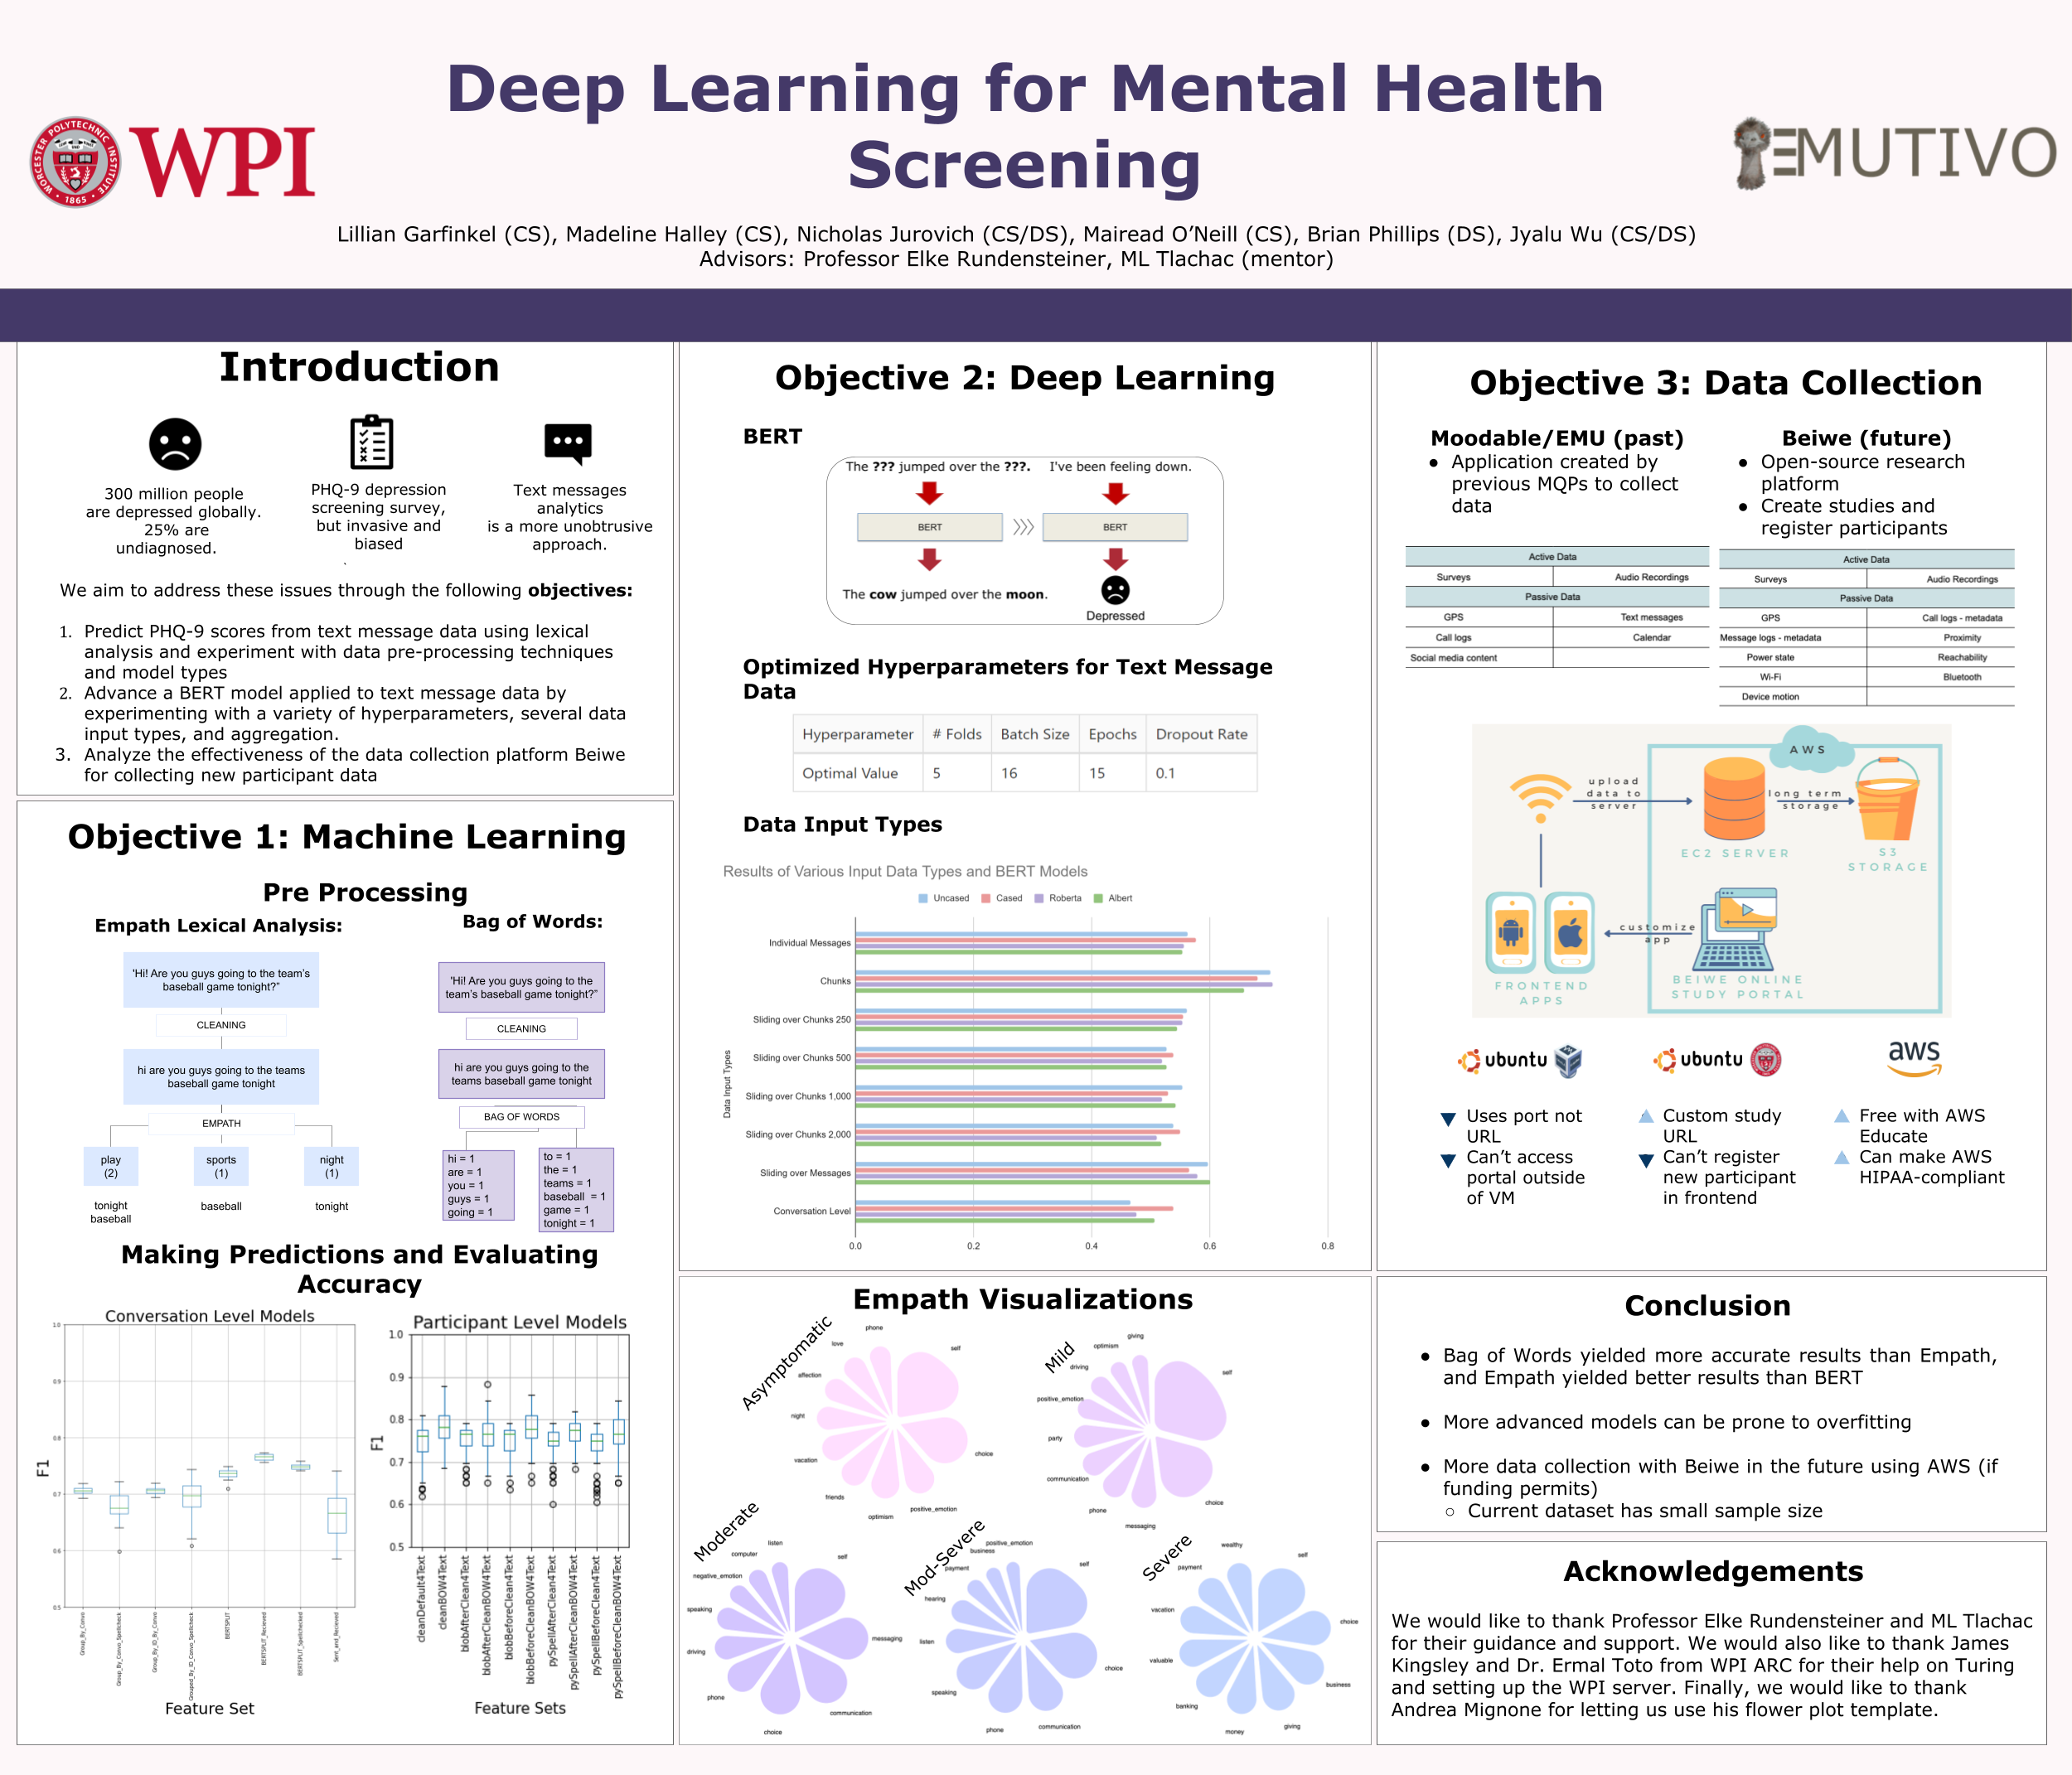 Deep Learning for Mental Health
Screening
WORCESTER POLYTECHNIC INSTITUTE
1865
WPI
EMUTIVO
Lillian Garfinkel (CS), Madeline Halley (CS), Nicholas Jurovich (CS/DS), Mairead O’Neill (CS), Brian Phillips (DS), Jyalu Wu (CS/DS)
Advisors: Professor Elke Rundensteiner, ML Tlachac (mentor)
Introduction
300 million people
are depressed globally.
25% are
undiagnosed.
PHQ-9 depression
screening survey,
but invasive and
biased
.
Text messages
analytics
is a more unobtrusive
approach.
We aim to address these issues through the following objectives:
1. Predict PHQ-9 scores from text message data using lexical
analysis and experiment with data pre-processing techniques
and model types
2. Advance a BERT model applied to text message data by
experimenting with a variety of hyperparameters, several data
input types, and aggregation.
3. Analyze the effectiveness of the data collection platform Beiwe
for collecting new participant data
Objective 1: Machine Learning
Pre Processing
Empath Lexical Analysis:
'Hi! Are you guys going to the team's
baseball game tonight?"
CLEANING
hi are you guys going to the teams
baseball game tonight
EMPATH
play
(2)
sports
(1)
night
(1)
tonight
baseball
baseball
tonight
Bag of Words:
'Hi! Are you guys going to the
team's baseball game tonight?"
CLEANING
hi are you guys going to the
teams baseball game tonight
BAG OF WORDS
hi = 1
are = 1
you = 1
guys = 1
going = 1
to = 1
the = 1
teams = 1
baseball = 1
game = 1
tonight = 1
Making Predictions and Evaluating
Accuracy
Conversation Level Models
F1
1.0
0.9
0.8
0.7
0.6
0.5
Group_By_Convo
Group_By_Convo_Spellcheck
Group_By_ID_By_Convo
Grouped_By_ID_Convo_Spellcheck
BERTSPLIT
BERTSPLIT_Recieved
BERTSPLIT_Spellchecked
Sent_and_Recieved
Feature Set
Participant Level Models
F1
1.0
0.9
0.8
0.7
0.6
0.5
cleanDefault4Text
cleanBOW4Text
blobAfterClean4Text
blobAfterCleanBOW4Text
blobBeforeClean4Text
blobBeforeCleanBOW4Text
pySpellAfterClean4Text
pySpellAfterCleanBOW4Text
pySpellBeforeClean4Text
pySpellBeforeCleanBOW4Text
Feature Sets
Objective 2: Deep Learning
BERT
The ??? jumped over the ???.
I've been feeling down.
BERT
BERT
The cow jumped over the moon.
Depressed
Optimized Hyperparameters for Text Message
Data
Hyperparameter # Folds Batch Size Epochs Dropout Rate
Optimal Value 5 16 15 0.1
Data Input Types
Results of Various Input Data Types and BERT Models
Uncased Cased Roberta Albert
Data Input Types
Individual Messages
Chunks
Sliding over Chunks 250
Sliding over Chunks 500
Sliding over Chunks 1,000
Sliding over Chunks 2,000
Sliding over Messages
Conversation Level
0.0 0.2 0.4 0.6 0.8
Empath Visualizations
Asymptomatic
phone
love
affection
night
vacation
friends
optimism
positive_emotion
choice
self
Mild
giving
optimism
driving
positive_emotion
party
communication
phone
messaging
choice
self
Moderate
listen
computer
negative_emotion
speaking
driving
phone
choice
communication
messaging
self
Mod-Severe
positive_emotion
business
payment
hearing
listen
speaking
phone
communication
choice
self
Severe
wealthy
payment
vacation
valuable
banking
money
giving
business
choice
self
Objective 3: Data Collection
Moodable/EMU (past)
● Application created by
previous MQPs to collect
data
Beiwe (future)
● Open-source research
platform
● Create studies and
register participants
Active Data
Surveys Audio Recordings
Passive Data
GPS Text messages
Call logs Calendar
Social media content
Active Data
Surveys Audio Recordings
Passive Data
GPS Call logs - metadata
Message logs - metadata Proximity
Power state Reachability
Wi-Fi Bluetooth
Device motion
AWS
upload
data to
server
long term
storage
EC2 SERVER
S3
STORAGE
customize
app
FRONTEND
APPS
BEIWE ONLINE
STUDY PORTAL
ubuntu
ubuntu
aws
Uses port not
URL
Can’t access
portal outside
of VM
Custom study
URL
Can’t register
new participant
in frontend
Free with AWS
Educate
Can make AWS
HIPAA-compliant
Conclusion
● Bag of Words yielded more accurate results than Empath,
and Empath yielded better results than BERT
● More advanced models can be prone to overfitting
● More data collection with Beiwe in the future using AWS (if
funding permits)
○ Current dataset has small sample size
Acknowledgements
We would like to thank Professor Elke Rundensteiner and ML Tlachac
for their guidance and support. We would also like to thank James
Kingsley and Dr. Ermal Toto from WPI ARC for their help on Turing
and setting up the WPI server. Finally, we would like to thank
Andrea Mignone for letting us use his flower plot template.